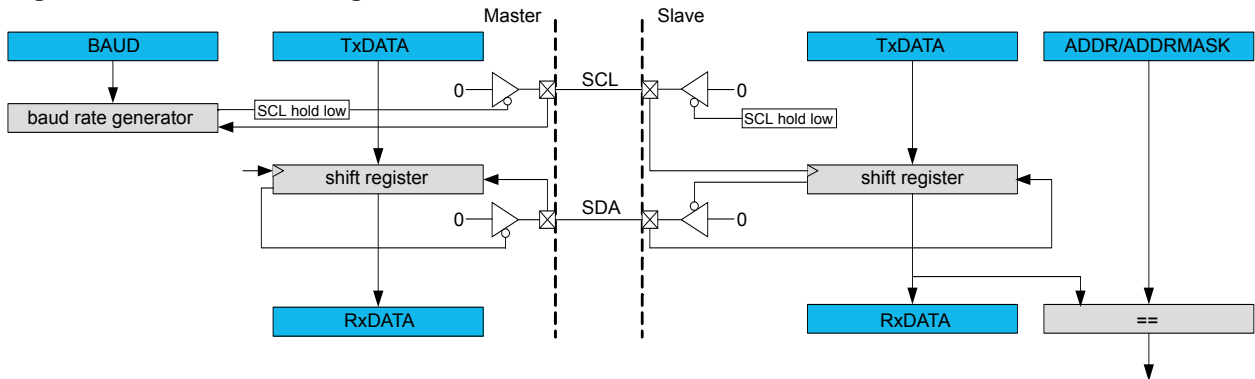 Master Slave
BAUD TxDATA TxDATA ADDR/ADDRMASK
0 SCL 0
baud rate generator SCL hold low SCL hold low
shift register shift register
0 SDA 0
RxDATA RxDATA ==